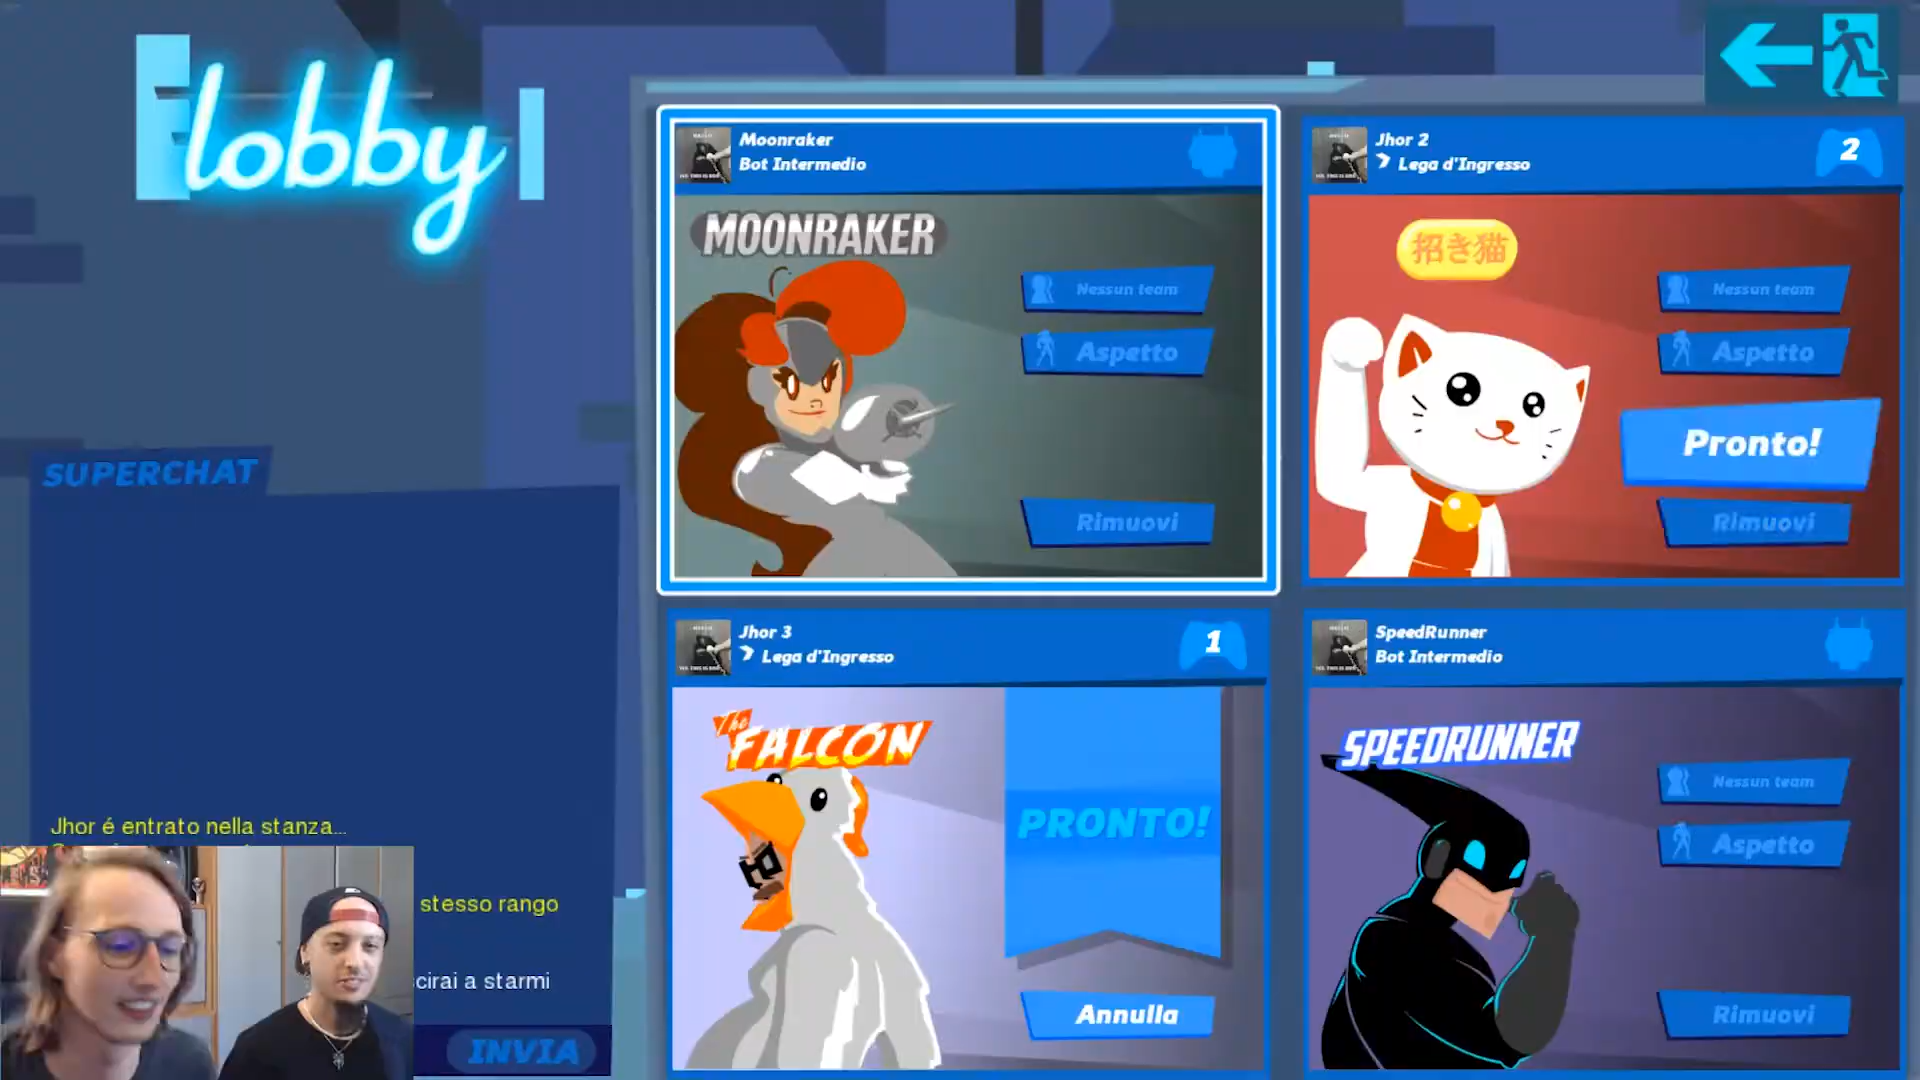 lobby
Moonraker
Bot Intermedio
MOONRAKER
Nessun team
Aspetto
Rimuovi
Jhor 2
Lega d'Ingresso
2
招き猫
Nessun team
Aspetto
Pronto!
Rimuovi
SUPERCHAT
Jhor é entrato nella stanza...
stesso rango
cirai a starmi
INVIA
Jhor 3
Lega d'Ingresso
1
The
FALCON
PRONTO!
Annulla
SpeedRunner
Bot Intermedio
SPEEDRUNNER
Nessun team
Aspetto
Rimuovi